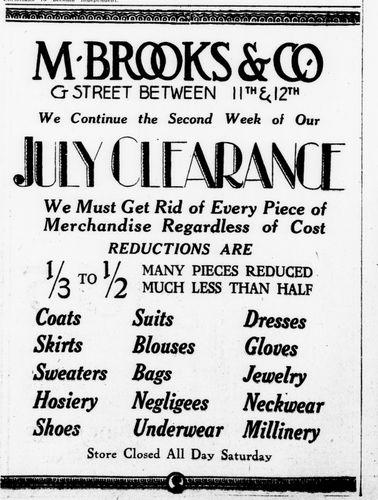 M·BROOKS & CO
G STREET BETWEEN 11TH & 12TH
We Continue the Second Week of Our
JULY CLEARANCE
We Must Get Rid of Every Piece of
Merchandise Regardless of Cost
REDUCTIONS ARE
1/3 TO 1/2 MANY PIECES REDUCED
MUCH LESS THAN HALF
Coats Suits Dresses
Skirts Blouses Gloves
Sweaters Bags Jewelry
Hosiery Negligees Neckwear
Shoes Underwear Millinery
Store Closed All Day Saturday